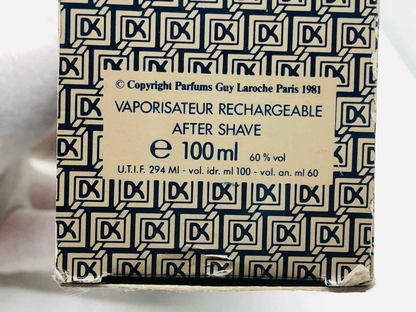 © Copyright Parfums Guy Laroche Paris 1981
VAPORISATEUR RECHARGEABLE
AFTER SHAVE
℮ 100 ml 60 % vol
U.T.I.F. 294 MI - vol. idr. ml 100 - vol. an. ml 60